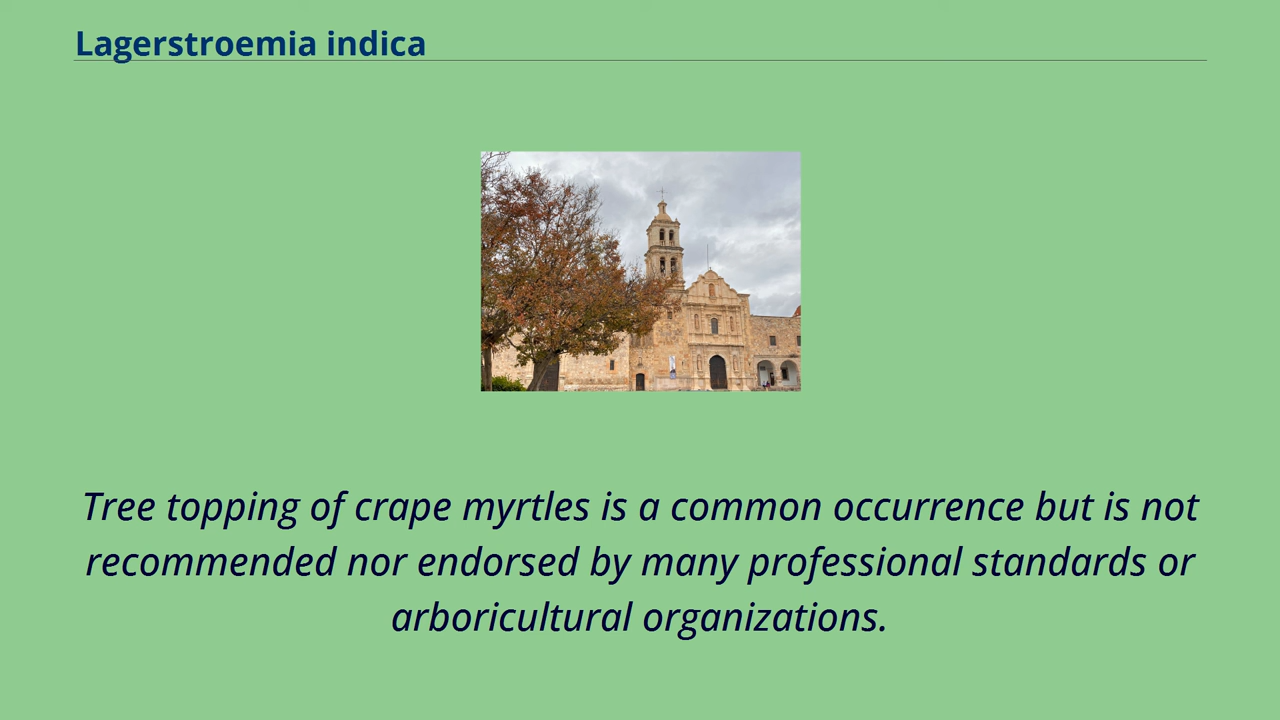 Lagerstroemia indica
Tree topping of crape myrtles is a common occurrence but is not
recommended nor endorsed by many professional standards or
arboricultural organizations.